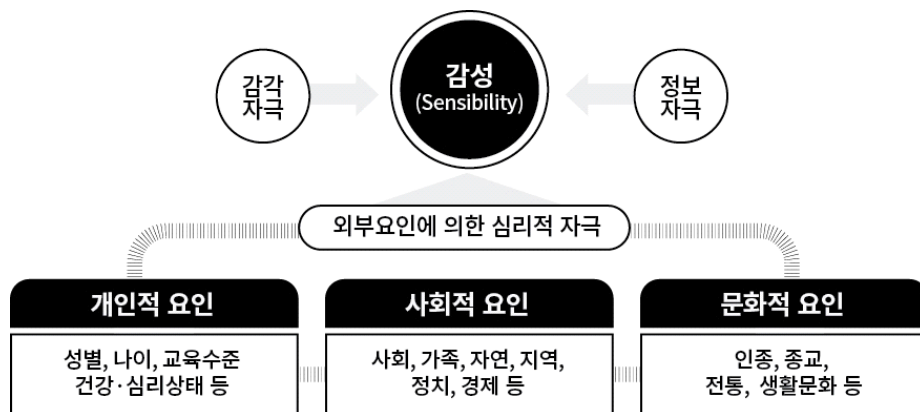 감성
(Sensibility)
감각
자극
정보
자극
외부요인에 의한 심리적 자극
개인적 요인
성별, 나이, 교육수준
건강·심리상태 등
사회적 요인
사회, 가족, 자연, 지역,
정치, 경제 등
문화적 요인
인종, 종교,
전통, 생활문화 등